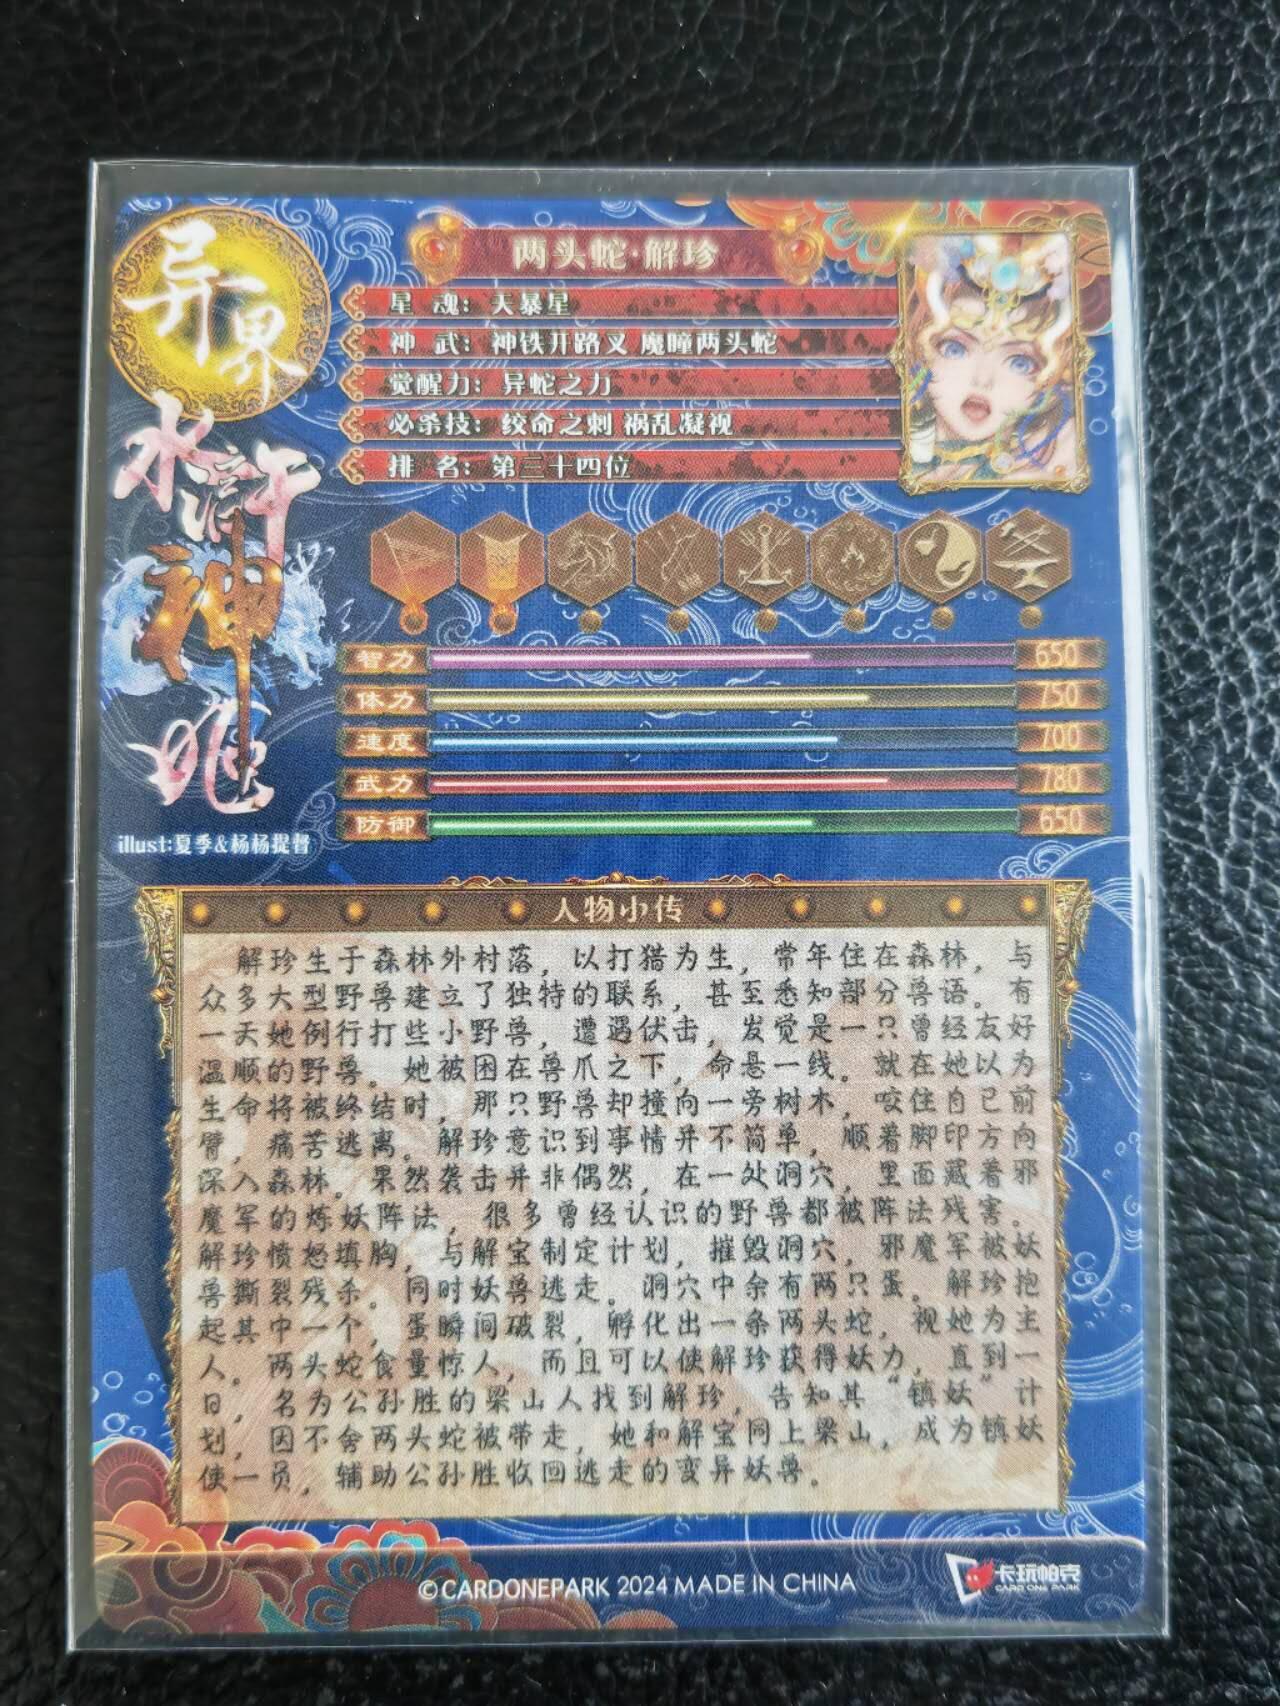 异界
水浒
神
姬
illust:夏季&杨杨提督
两头蛇·解珍
星 魂：天暴星
神 武：神铁开路叉 魔瞳两头蛇
觉醒力：异蛇之力
必杀技：绞命之刺 祸乱凝视
排 名：第三十四位
智力 650
体力 750
速度 700
武力 780
防御 650
人物小传
解珍生于森林外村落，以打猎为生，常年住在森林，与
众多大型野兽建立了独特的联系，甚至悉知部分兽语。有
一天她例行打些小野兽，遭遇伏击，发觉是一只曾经友好
温顺的野兽。她被困在兽爪之下，命悬一线。就在她以为
生命将被终结时，那只野兽却撞向一旁树木，咬住自己前
臂，痛苦逃离。解珍意识到事情并不简单，顺着脚印方向
深入森林。果然袭击并非偶然，在一处洞穴，里面藏着邪
魔军的炼妖阵法，很多曾经认识的野兽都被阵法残害。
解珍愤怒填胸，与解宝制定计划，摧毁洞穴，邪魔军被妖
兽撕裂残杀。同时妖兽逃走。洞穴中余有两只蛋。解珍抱
起其中一个，蛋瞬间破裂，孵化出一条两头蛇，视她为主
人。两头蛇食量惊人，而且可以使解珍获得妖力，直到一
日，名为公孙胜的梁山人找到解珍，告知其“镇妖”计
划，因不舍两头蛇被带走，她和解宝同上梁山，成为镇妖
使一员，辅助公孙胜收回逃走的变异妖兽。
©CARDONEPARK 2024 MADE IN CHINA
卡玩帕克
CARD ONE PARK